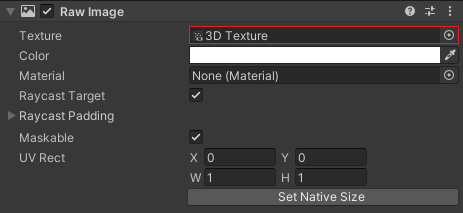 Raw Image
Texture 3D Texture
Color
Material None (Material)
Raycast Target
Raycast Padding
Maskable
UV Rect X 0 Y 0
W 1 H 1
Set Native Size